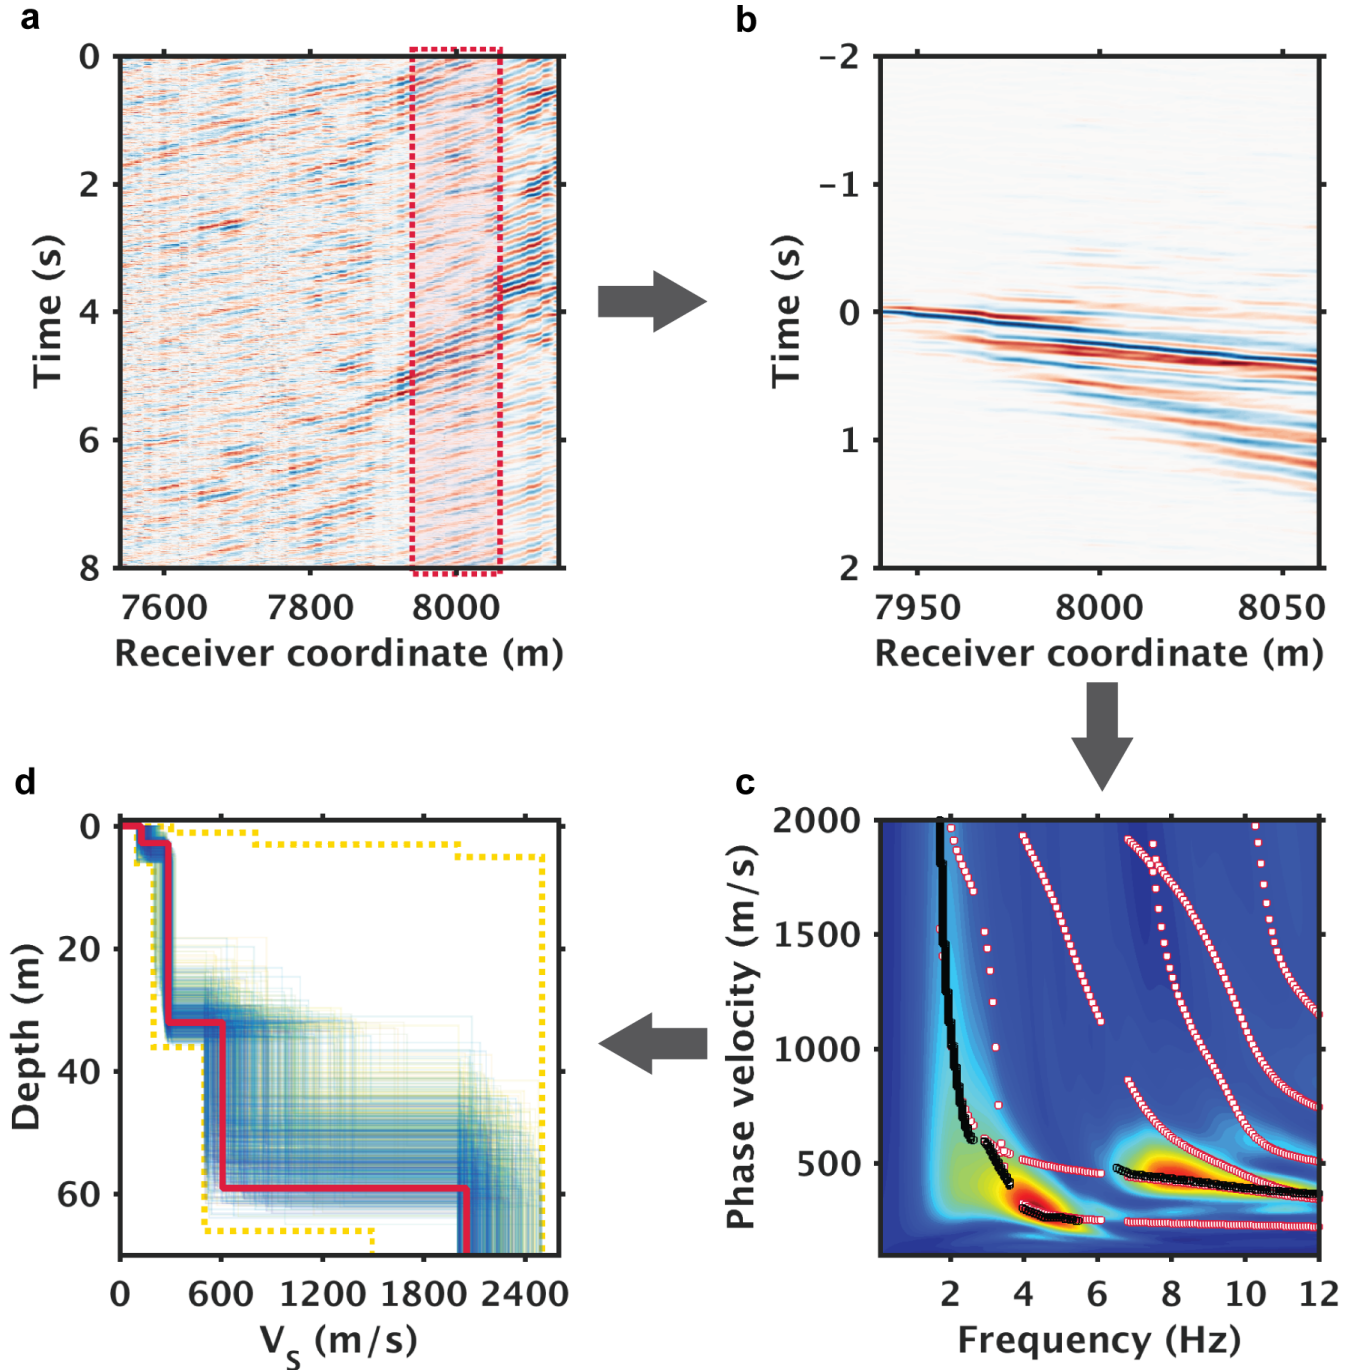 a
0
2
4
6
8
Time (s)
7600 7800 8000
Receiver coordinate (m)
b
−2
−1
0
1
2
Time (s)
7950 8000 8050
Receiver coordinate (m)
d
0
20
40
60
Depth (m)
0 600 1200 1800 2400
V_S (m/s)
c
2000
1500
1000
500
Phase velocity (m/s)
2 4 6 8 10 12
Frequency (Hz)